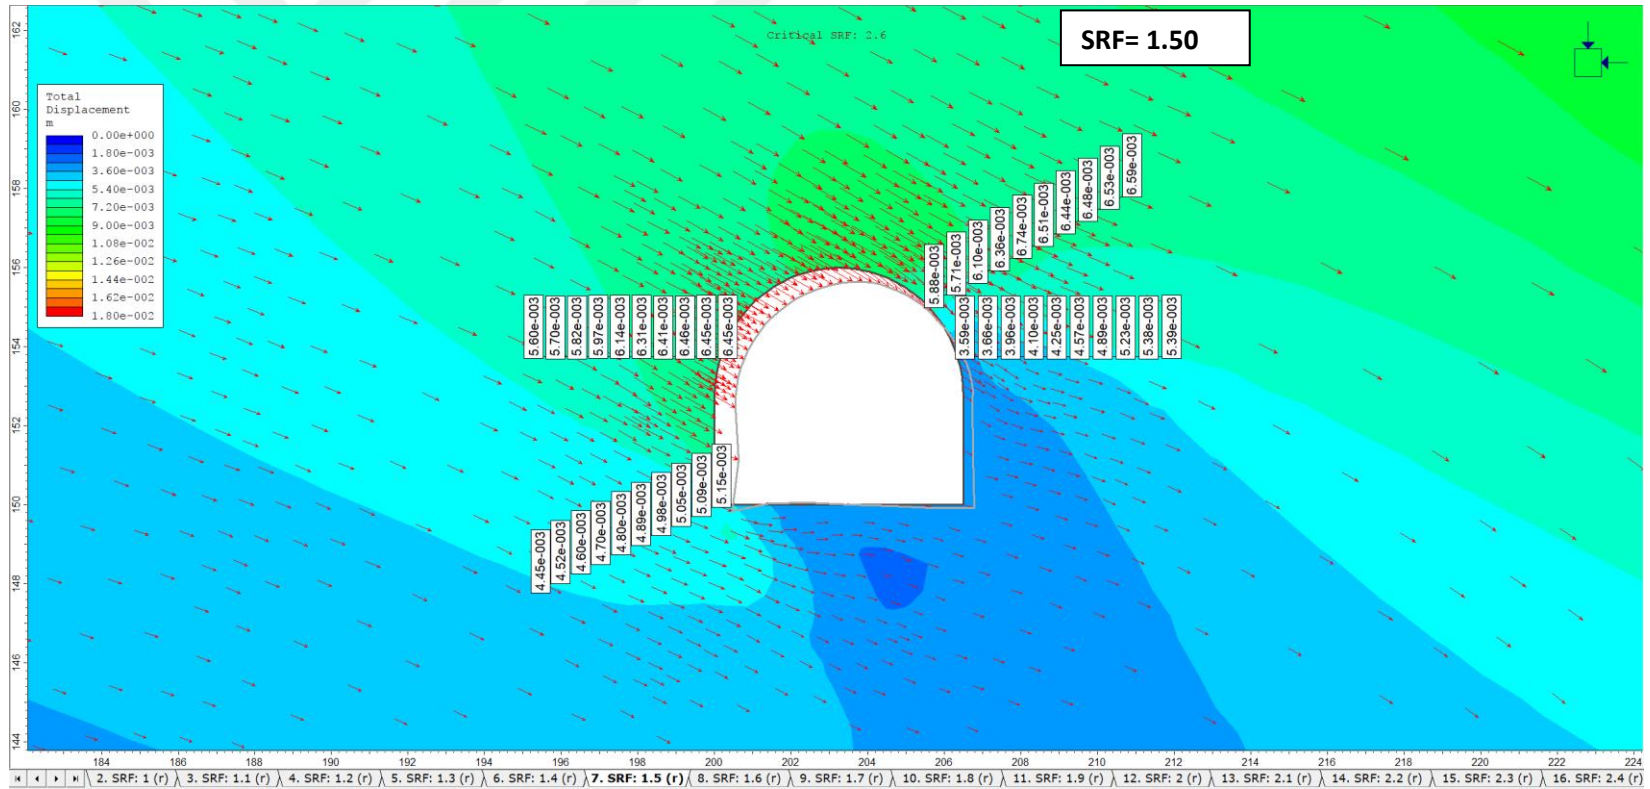 Critical SRF: 2.6
SRF= 1.50
Total
Displacement
m
0.00e+000
1.80e-003
3.60e-003
5.40e-003
7.20e-003
9.00e-003
1.08e-002
1.26e-002
1.44e-002
1.62e-002
1.80e-002
162
160
158
156
154
152
150
148
146
144
5.88e-003
5.71e-003
6.10e-003
6.36e-003
6.74e-003
6.51e-003
6.44e-003
6.48e-003
6.53e-003
6.59e-003
5.60e-003
5.70e-003
5.82e-003
5.97e-003
6.14e-003
6.31e-003
6.41e-003
6.46e-003
6.45e-003
6.45e-003
3.58e-003
3.66e-003
3.96e-003
4.10e-003
4.25e-003
4.57e-003
4.89e-003
5.23e-003
5.38e-003
5.39e-003
4.45e-003
4.52e-003
4.60e-003
4.70e-003
4.80e-003
4.89e-003
4.98e-003
5.05e-003
5.09e-003
5.15e-003
184 186 188 190 192 194 196 198 200 202 204 206 208 210 212 214 216 218 220 222 224
2. SRF: 1 (r) 3. SRF: 1.1 (r) 4. SRF: 1.2 (r) 5. SRF: 1.3 (r) 6. SRF: 1.4 (r) 7. SRF: 1.5 (r) 8. SRF: 1.6 (r) 9. SRF: 1.7 (r) 10. SRF: 1.8 (r) 11. SRF: 1.9 (r) 12. SRF: 2 (r) 13. SRF: 2.1 (r) 14. SRF: 2.2 (r) 15. SRF: 2.3 (r) 16. SRF: 2.4 (r)